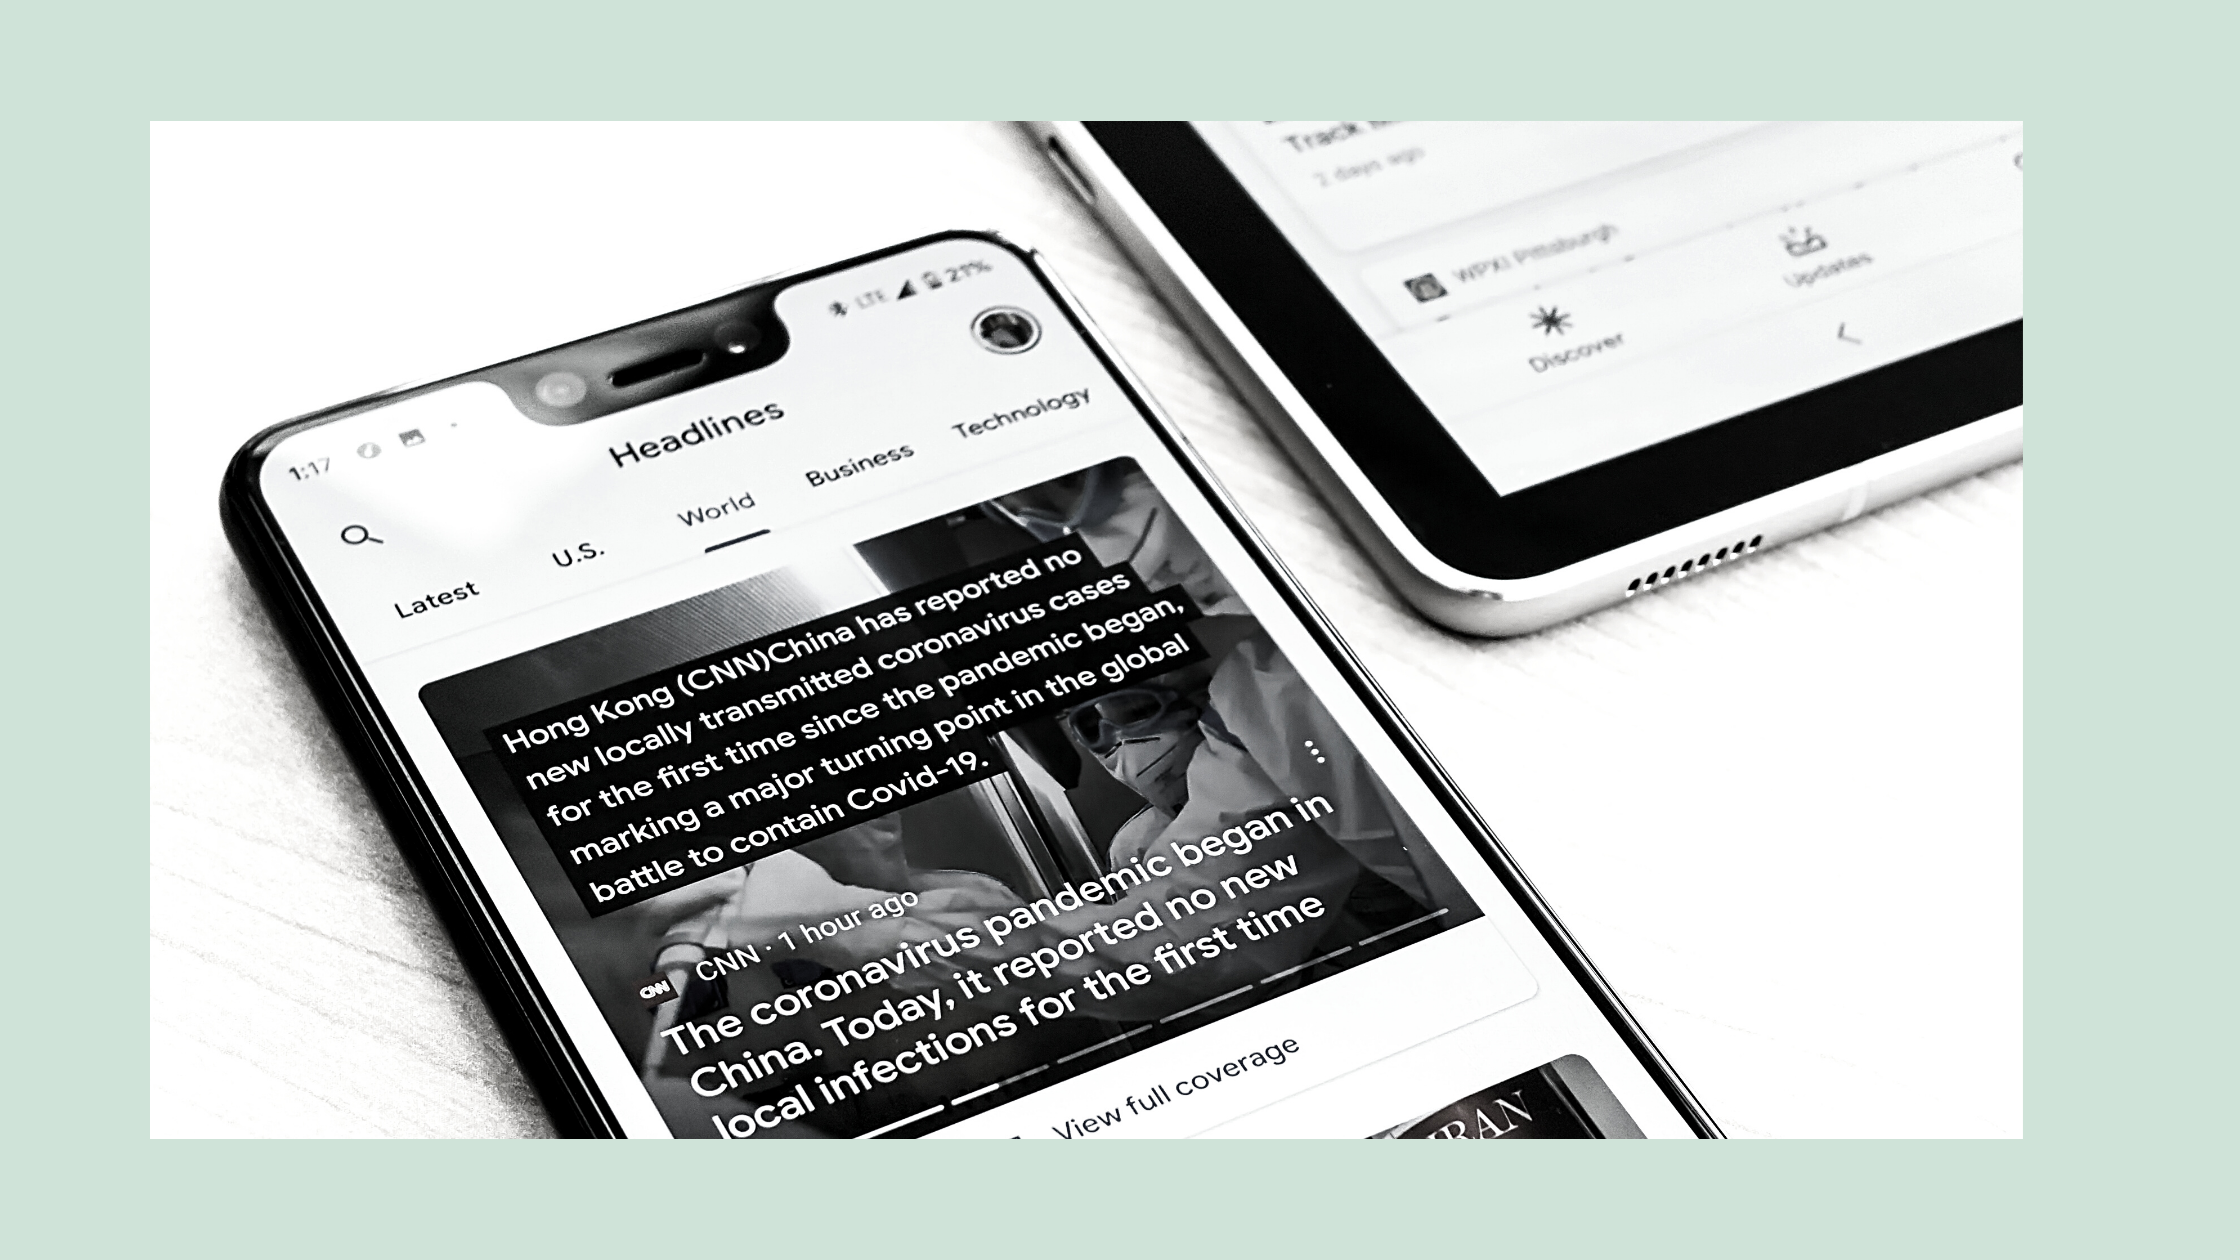 1:17
LTE
21%
Headlines
Latest
U.S.
World
Business
Technology
Hong Kong (CNN)China has reported no
new locally transmitted coronavirus cases
for the first time since the pandemic began,
marking a major turning point in the global
battle to contain Covid-19.
CNN
CNN · 1 hour ago
The coronavirus pandemic began in
China. Today, it reported no new
local infections for the first time
View full coverage
Track
2 days ago
WPXI Pittsburgh
Discover
Updates